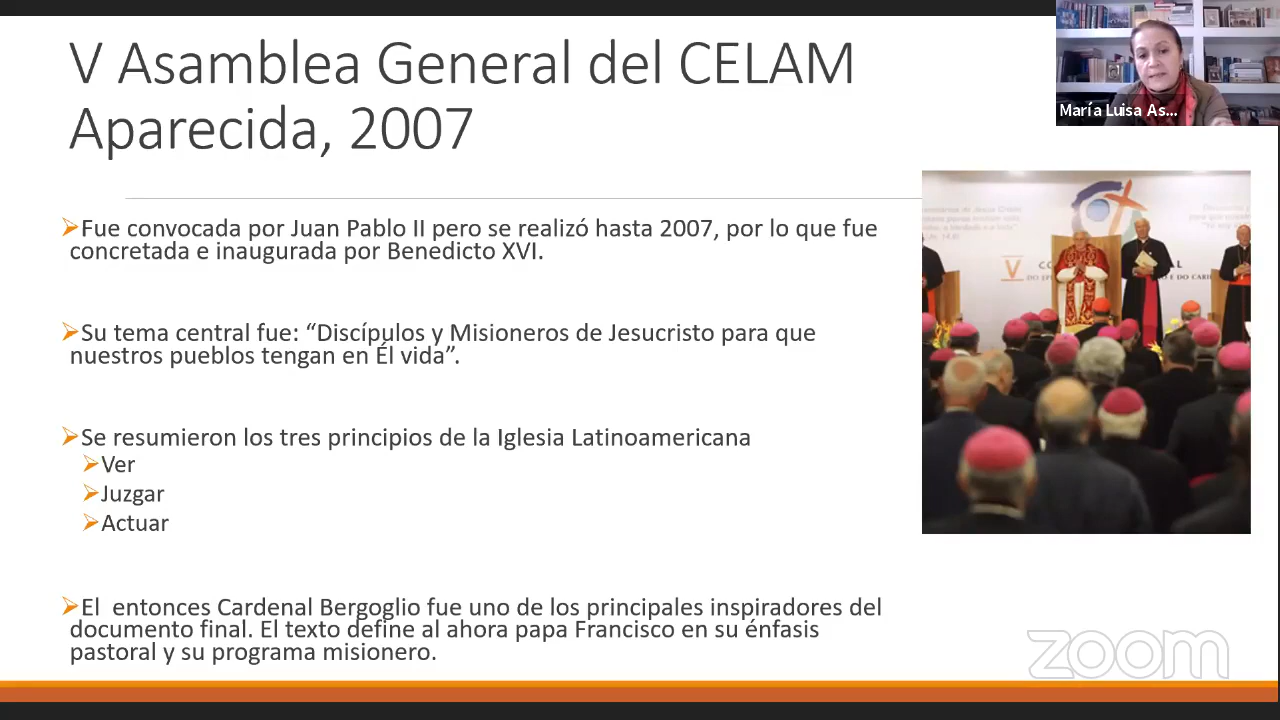 V Asamblea General del CELAM
Aparecida, 2007
María Luisa As...
Fue convocada por Juan Pablo II pero se realizó hasta 2007, por lo que fue
concretada e inaugurada por Benedicto XVI.
Su tema central fue: “Discípulos y Misioneros de Jesucristo para que
nuestros pueblos tengan en Él vida”.
Se resumieron los tres principios de la Iglesia Latinoamericana
Ver
Juzgar
Actuar
El entonces Cardenal Bergoglio fue uno de los principales inspiradores del
documento final. El texto define al ahora papa Francisco en su énfasis
pastoral y su programa misionero.
V
zoom